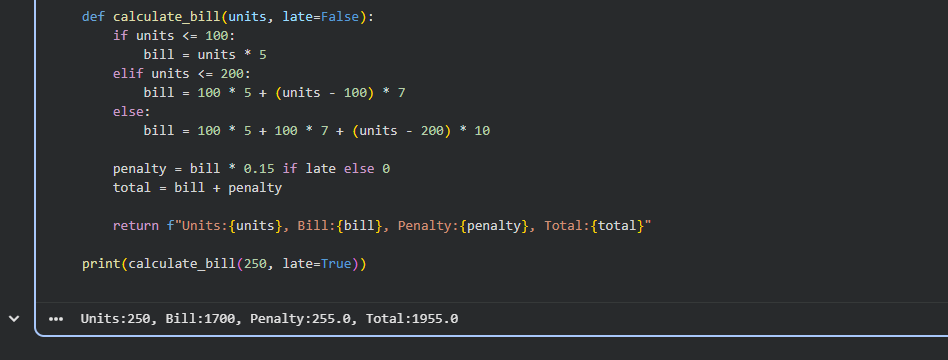 def calculate_bill(units, late=False):
    if units <= 100:
        bill = units * 5
    elif units <= 200:
        bill = 100 * 5 + (units - 100) * 7
    else:
        bill = 100 * 5 + 100 * 7 + (units - 200) * 10
    penalty = bill * 0.15 if late else 0
    total = bill + penalty
    return f"Units:{units}, Bill:{bill}, Penalty:{penalty}, Total:{total}"
print(calculate_bill(250, late=True))
Units:250, Bill:1700, Penalty:255.0, Total:1955.0